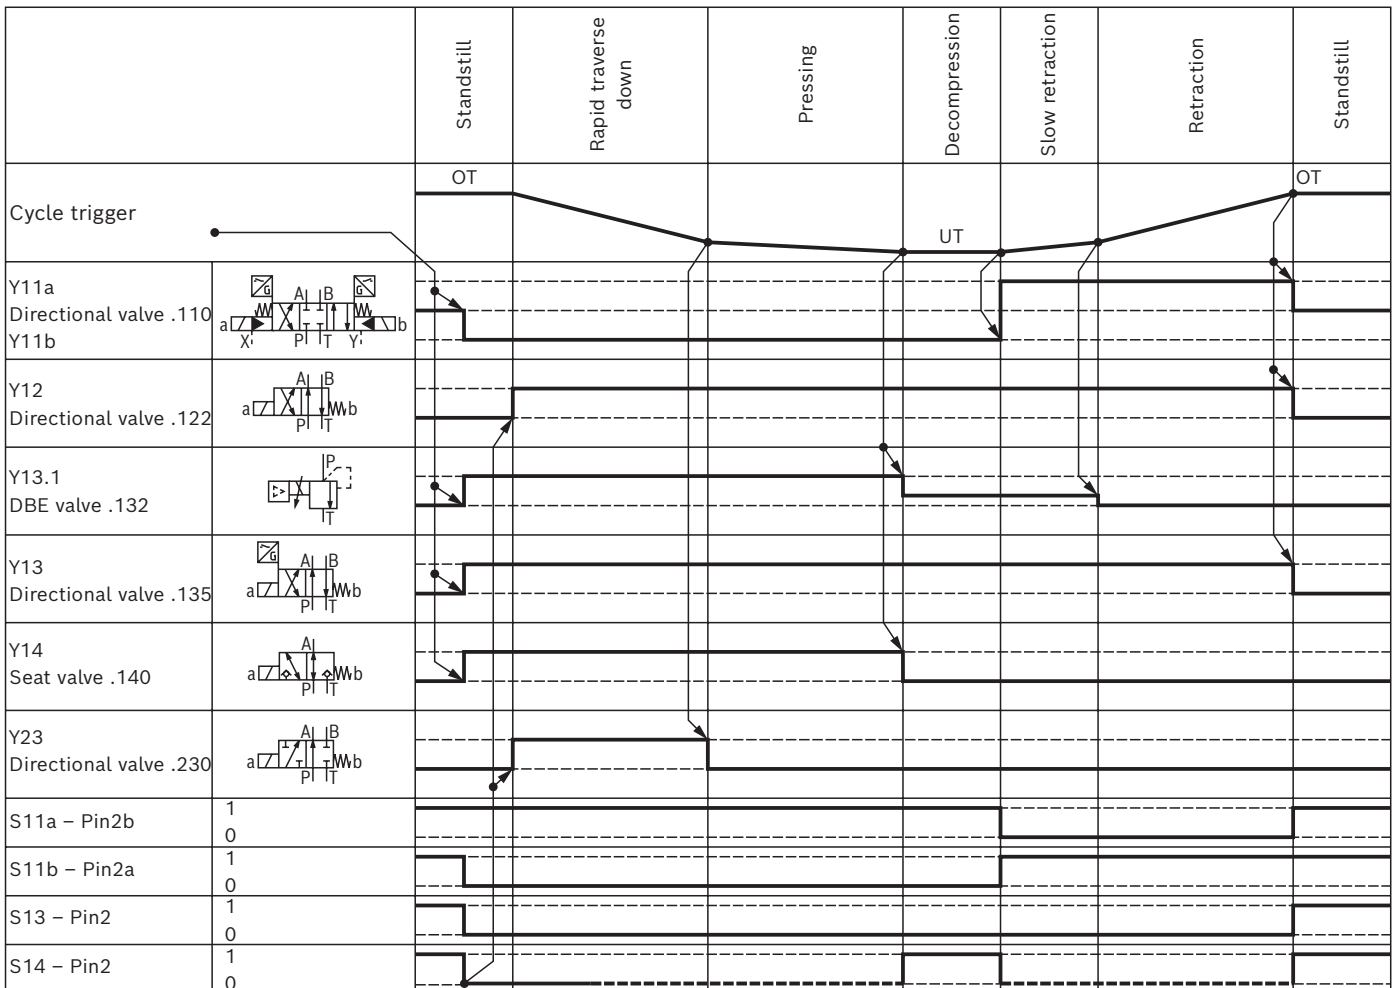 Standstill
Rapid traverse
down
Pressing
Decompression
Slow retraction
Retraction
Standstill
Cycle trigger
OT
UT
OT
Y11a
Directional valve .110
Y11b
A B
G G
a b
X P T Y
Y12
Directional valve .122
A B
a b
P T
Y13.1
DBE valve .132
P
T
Y13
Directional valve .135
G
A B
a b
P T
Y14
Seat valve .140
A
a b
P T
Y23
Directional valve .230
A B
a b
P T
S11a – Pin2b
1
0
S11b – Pin2a
1
0
S13 – Pin2
1
0
S14 – Pin2
1
0